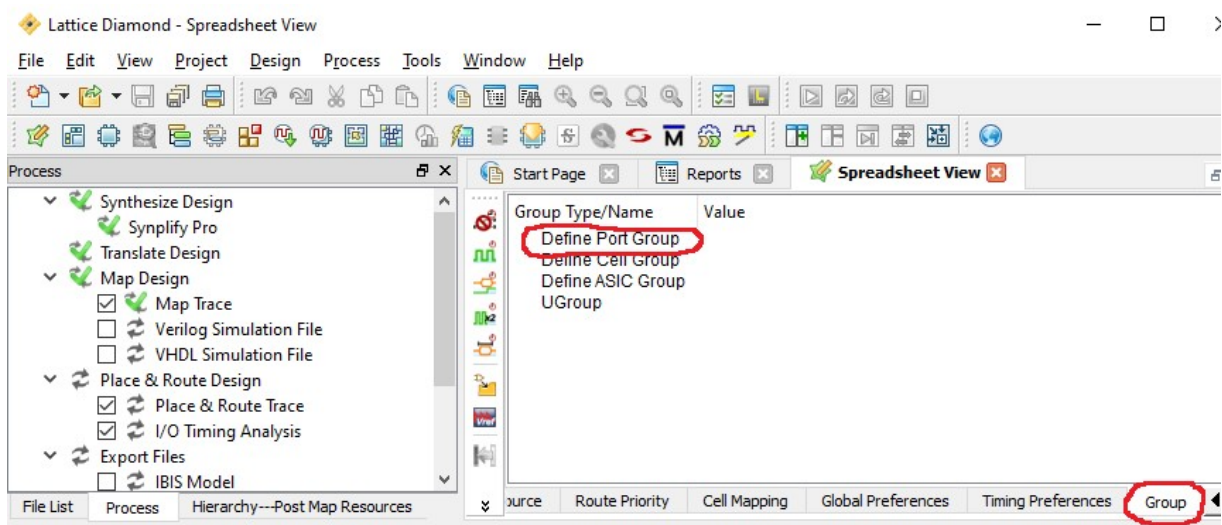 Lattice Diamond - Spreadsheet View
File Edit View Project Design Process Tools Window Help
Process
Start Page Reports Spreadsheet View
Synthesize Design
Synplify Pro
Translate Design
Map Design
Map Trace
Verilog Simulation File
VHDL Simulation File
Place & Route Design
Place & Route Trace
I/O Timing Analysis
Export Files
IBIS Model
File List Process Hierarchy---Post Map Resources
Group Type/Name Value
Define Port Group
Define Cell Group
Define ASIC Group
UGroup
Route Priority Cell Mapping Global Preferences Timing Preferences Group